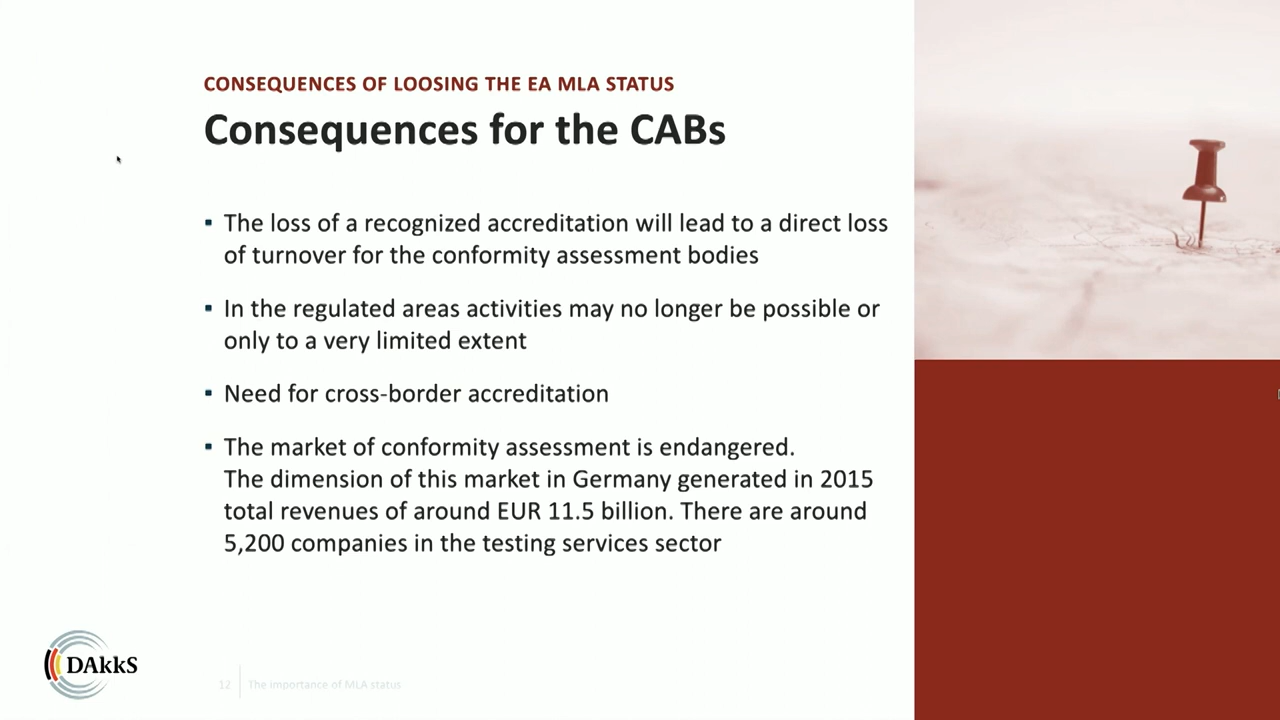 CONSEQUENCES OF LOOSING THE EA MLA STATUS
Consequences for the CABs
▪ The loss of a recognized accreditation will lead to a direct loss
of turnover for the conformity assessment bodies
▪ In the regulated areas activities may no longer be possible or
only to a very limited extent
▪ Need for cross-border accreditation
▪ The market of conformity assessment is endangered.
The dimension of this market in Germany generated in 2015
total revenues of around EUR 11.5 billion. There are around
5,200 companies in the testing services sector
DAkkS
12 The importance of MLA status